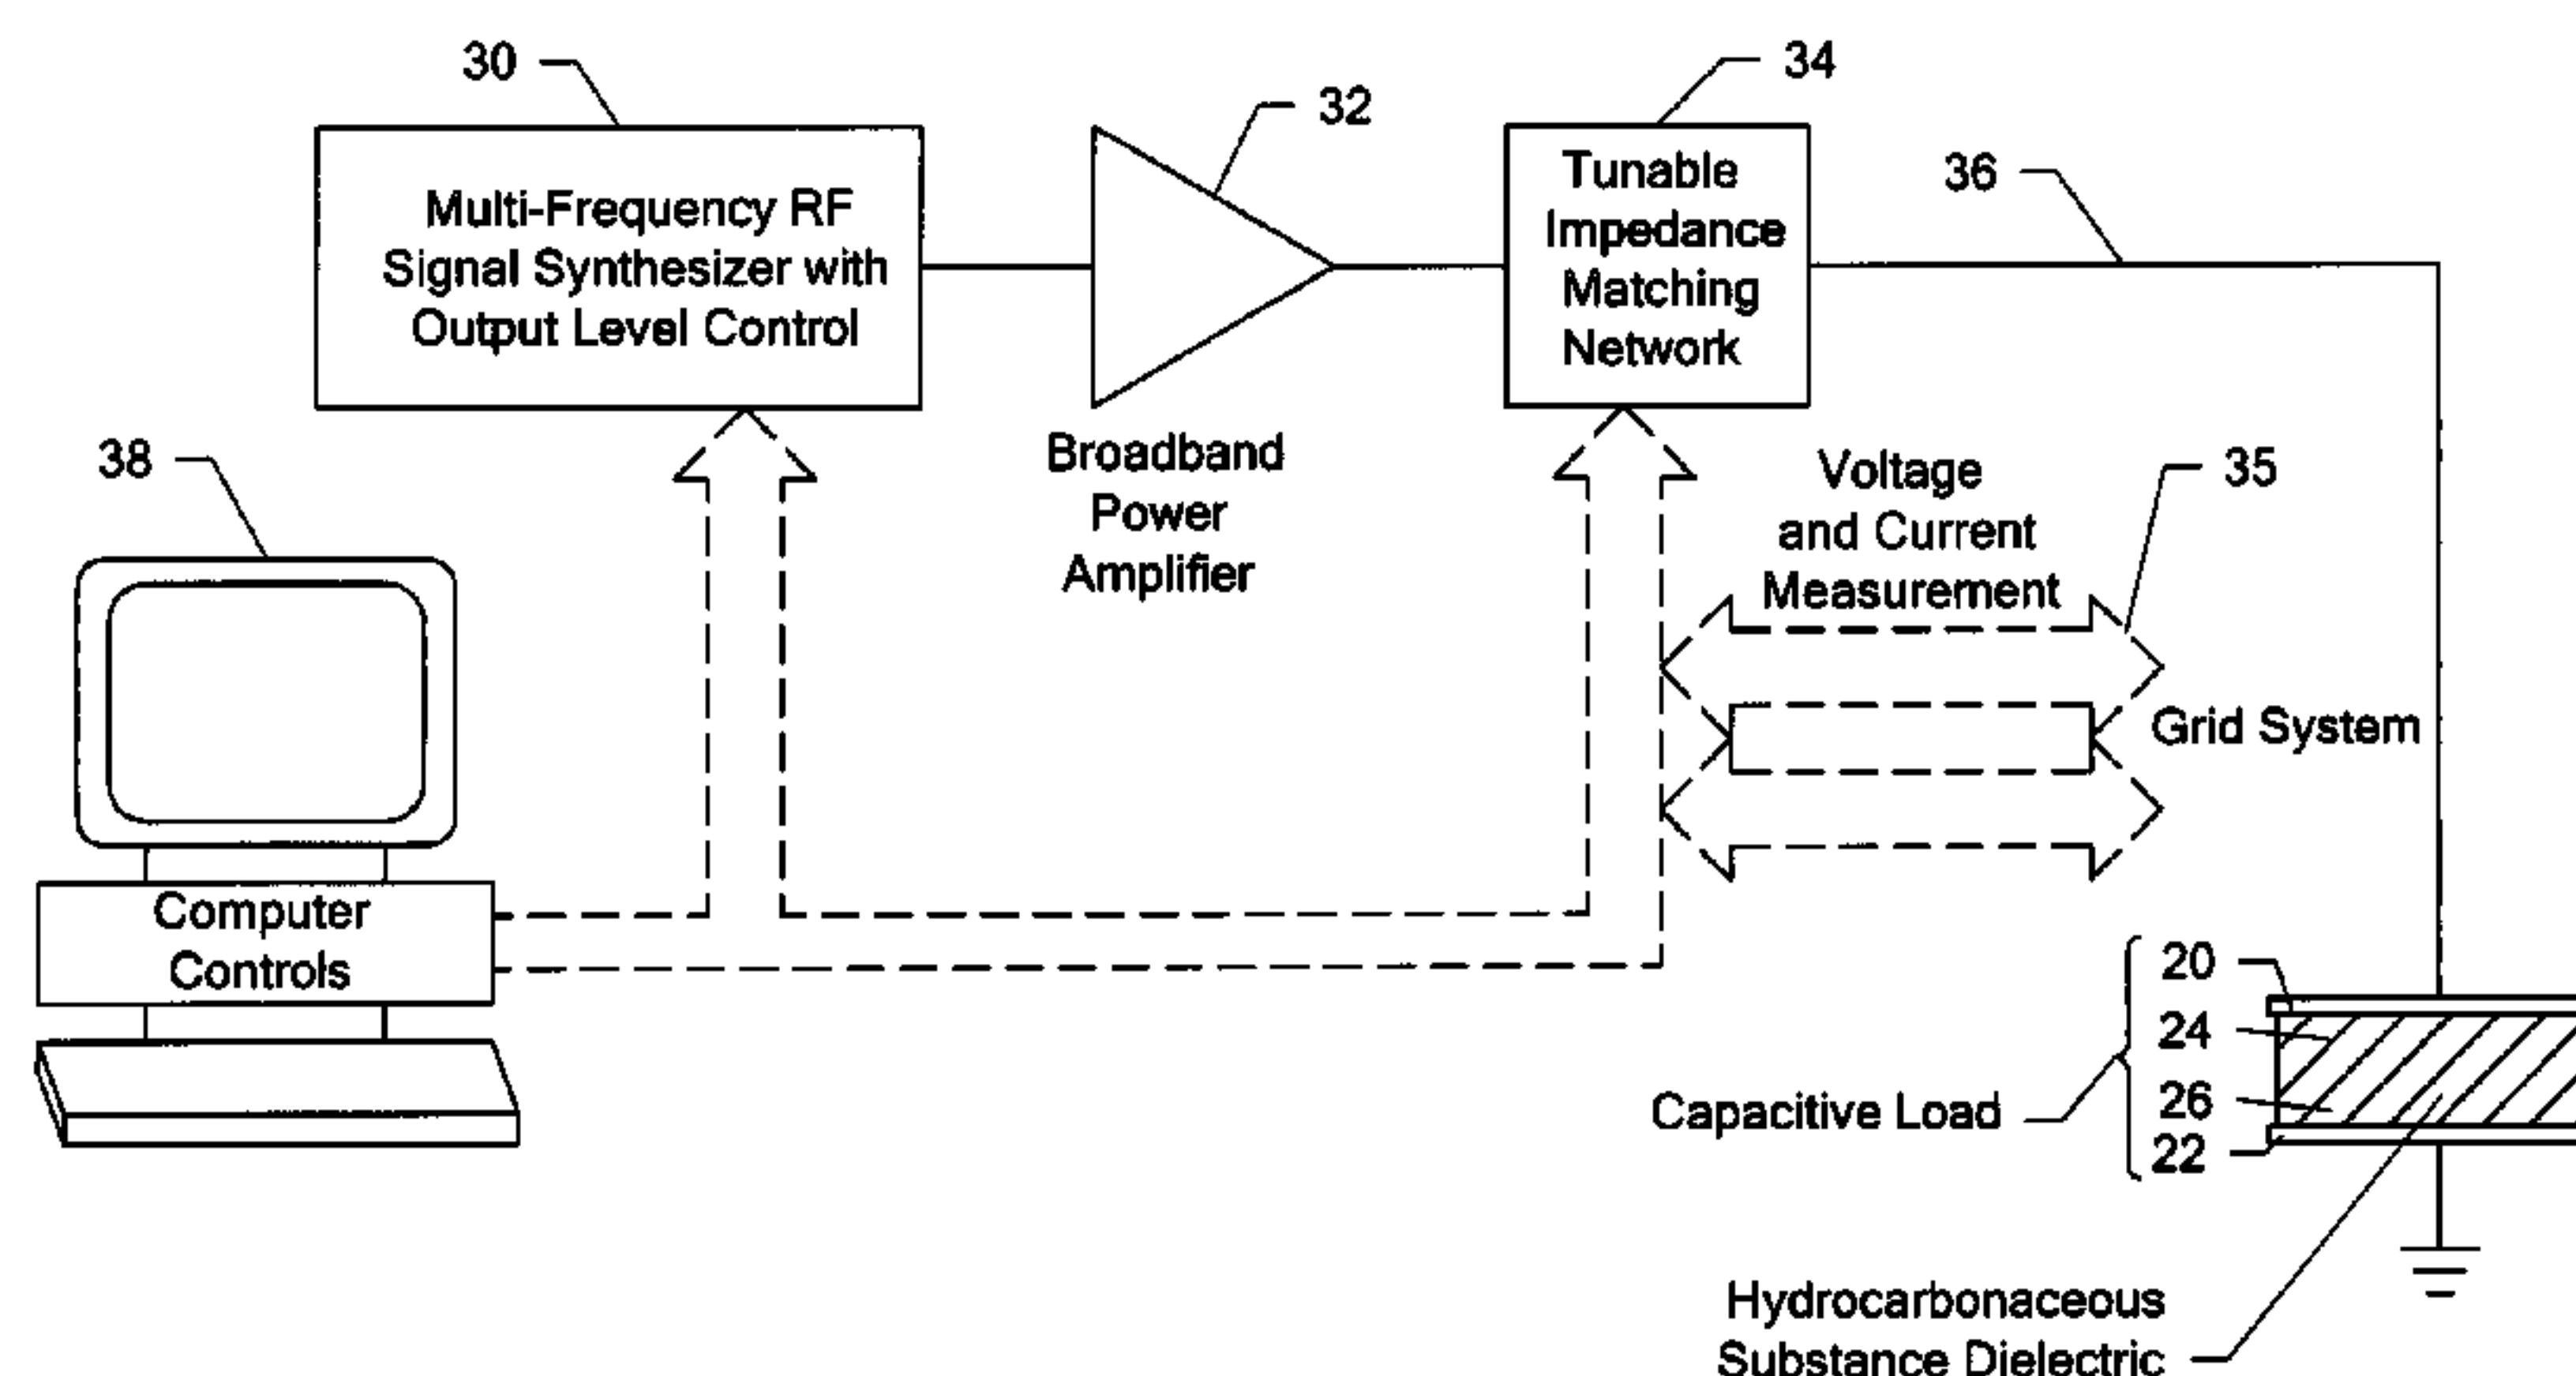 30
32
34
36
Multi-Frequency RF
Signal Synthesizer with
Output Level Control
Tunable
Impedance
Matching
Network
38
Broadband
Power
Amplifier
Voltage
and Current
Measurement
35
Grid System
Computer
Controls
20
24
26
22
Capacitive Load
Hydrocarbonaceous
Substance Dielectric